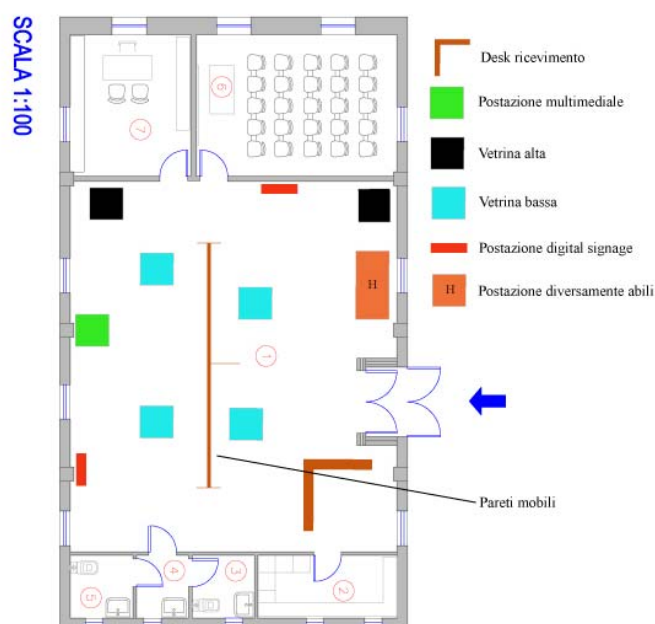 SCALA 1:100
Desk ricevimento
Postazione multimediale
Vetrina alta
Vetrina bassa
Postazione digital signage
H Postazione diversamente abili
Pareti mobili
7
6
H
1
5
4
3
2